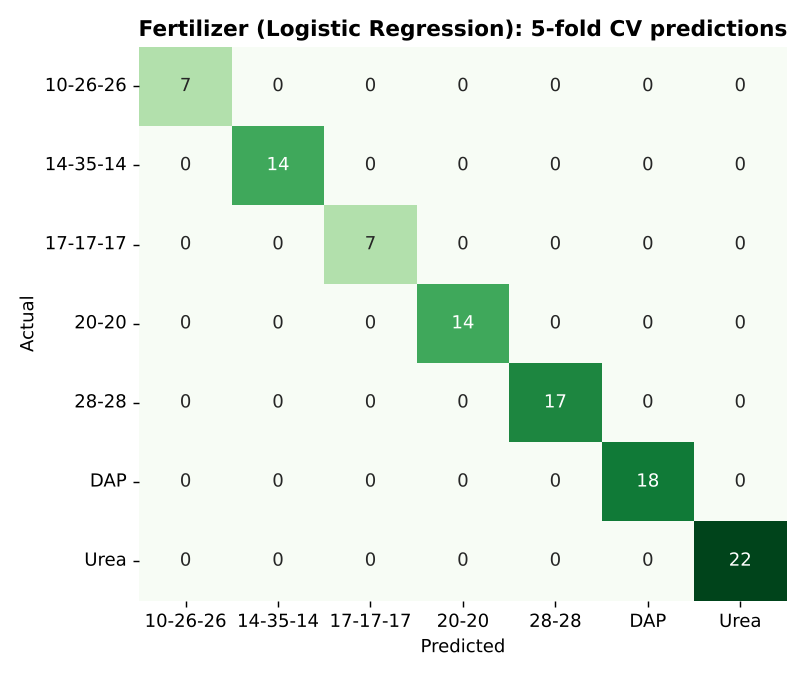 Fertilizer (Logistic Regression): 5-fold CV predictions
10-26-26 7 0 0 0 0 0 0
14-35-14 0 14 0 0 0 0 0
17-17-17 0 0 7 0 0 0 0
20-20 0 0 0 14 0 0 0
28-28 0 0 0 0 17 0 0
DAP 0 0 0 0 0 18 0
Urea 0 0 0 0 0 0 22
Actual
10-26-26 14-35-14 17-17-17 20-20 28-28 DAP Urea
Predicted